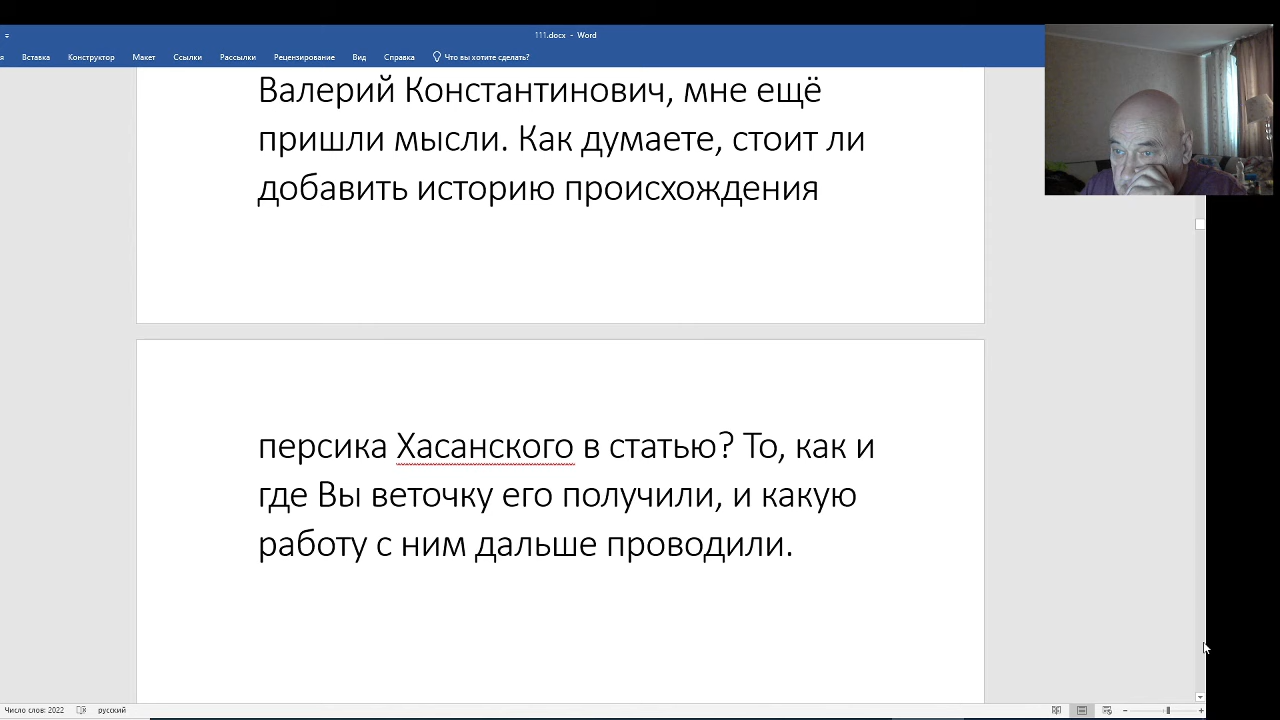 111.docx - Word
я Вставка Конструктор Макет Ссылки Рассылки Рецензирование Вид Справка Что вы хотите сделать?
Валерий Константинович, мне ещё
пришли мысли. Как думаете, стоит ли
добавить историю происхождения
персика Хасанского в статью? То, как и
где Вы веточку его получили, и какую
работу с ним дальше проводили.
Число слов: 2022 русский